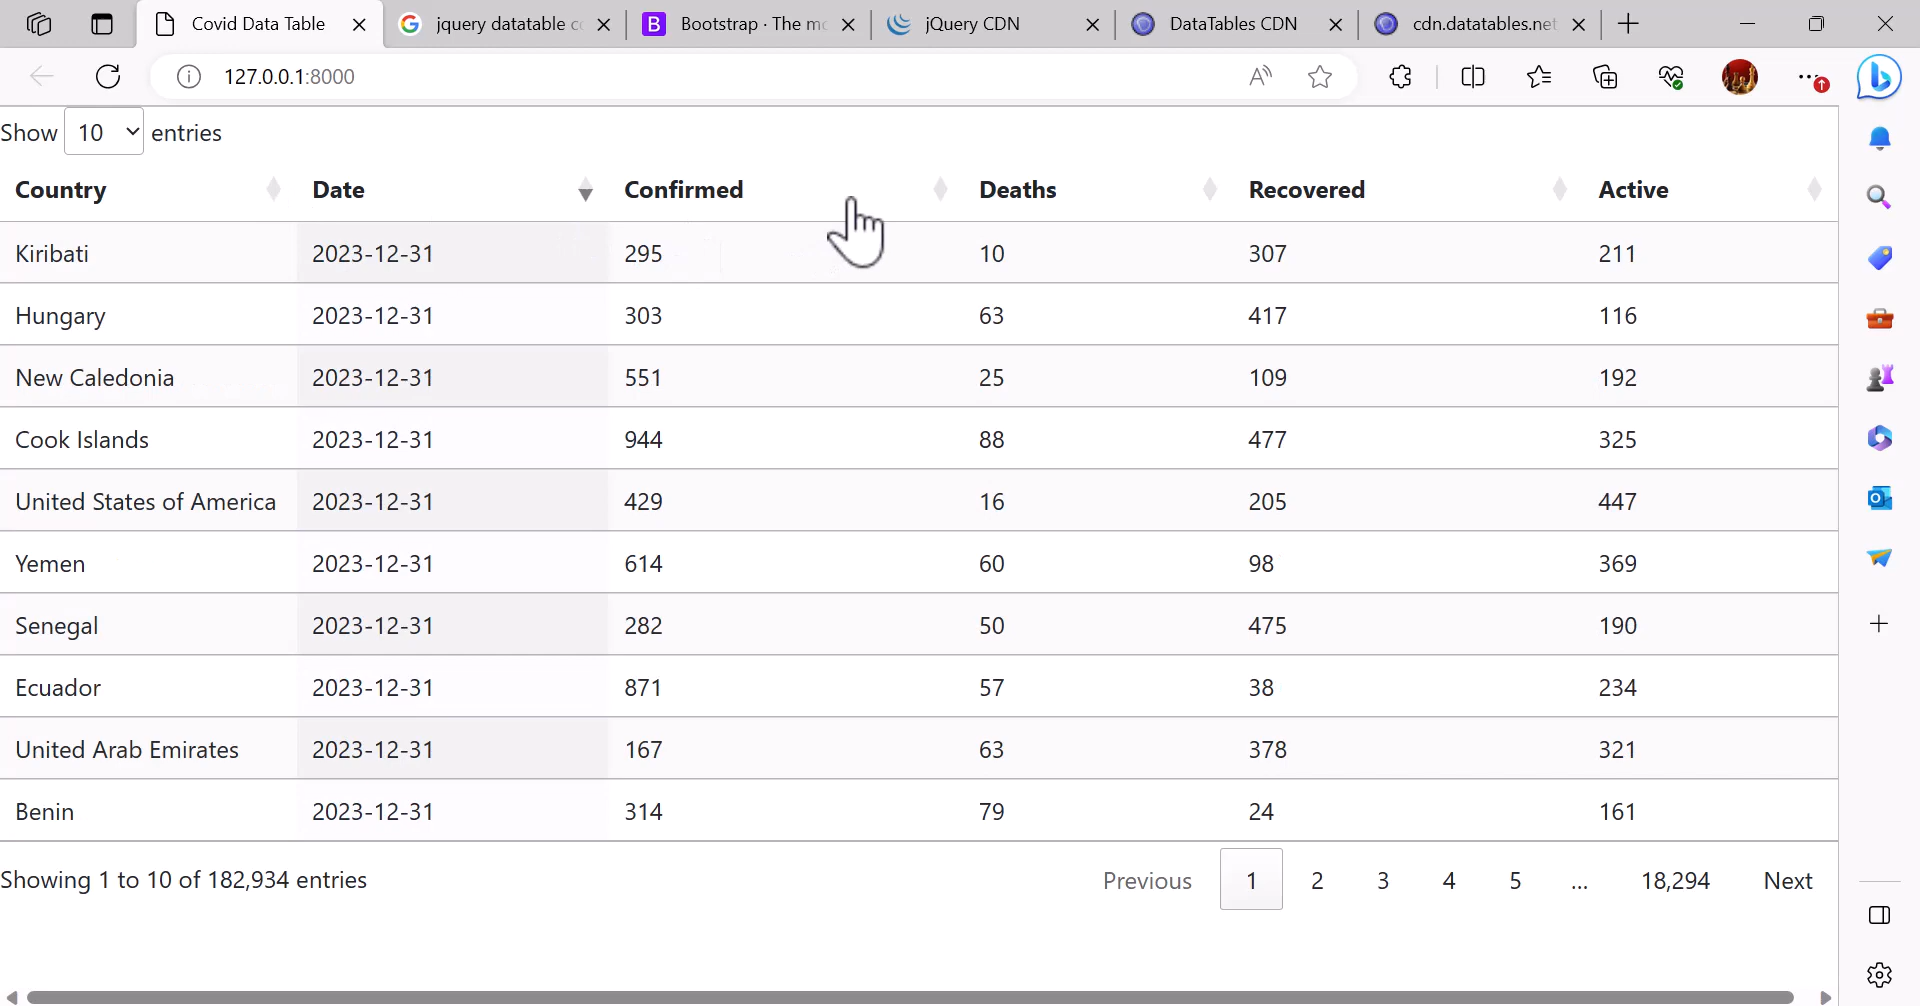 Covid Data Table
jquery datatable c
Bootstrap · The mo
jQuery CDN
DataTables CDN
cdn.datatables.net
127.0.0.1:8000
Show 10 entries
Country Date Confirmed Deaths Recovered Active
Kiribati 2023-12-31 295 10 307 211
Hungary 2023-12-31 303 63 417 116
New Caledonia 2023-12-31 551 25 109 192
Cook Islands 2023-12-31 944 88 477 325
United States of America 2023-12-31 429 16 205 447
Yemen 2023-12-31 614 60 98 369
Senegal 2023-12-31 282 50 475 190
Ecuador 2023-12-31 871 57 38 234
United Arab Emirates 2023-12-31 167 63 378 321
Benin 2023-12-31 314 79 24 161
Showing 1 to 10 of 182,934 entries
Previous 1 2 3 4 5 ... 18,294 Next